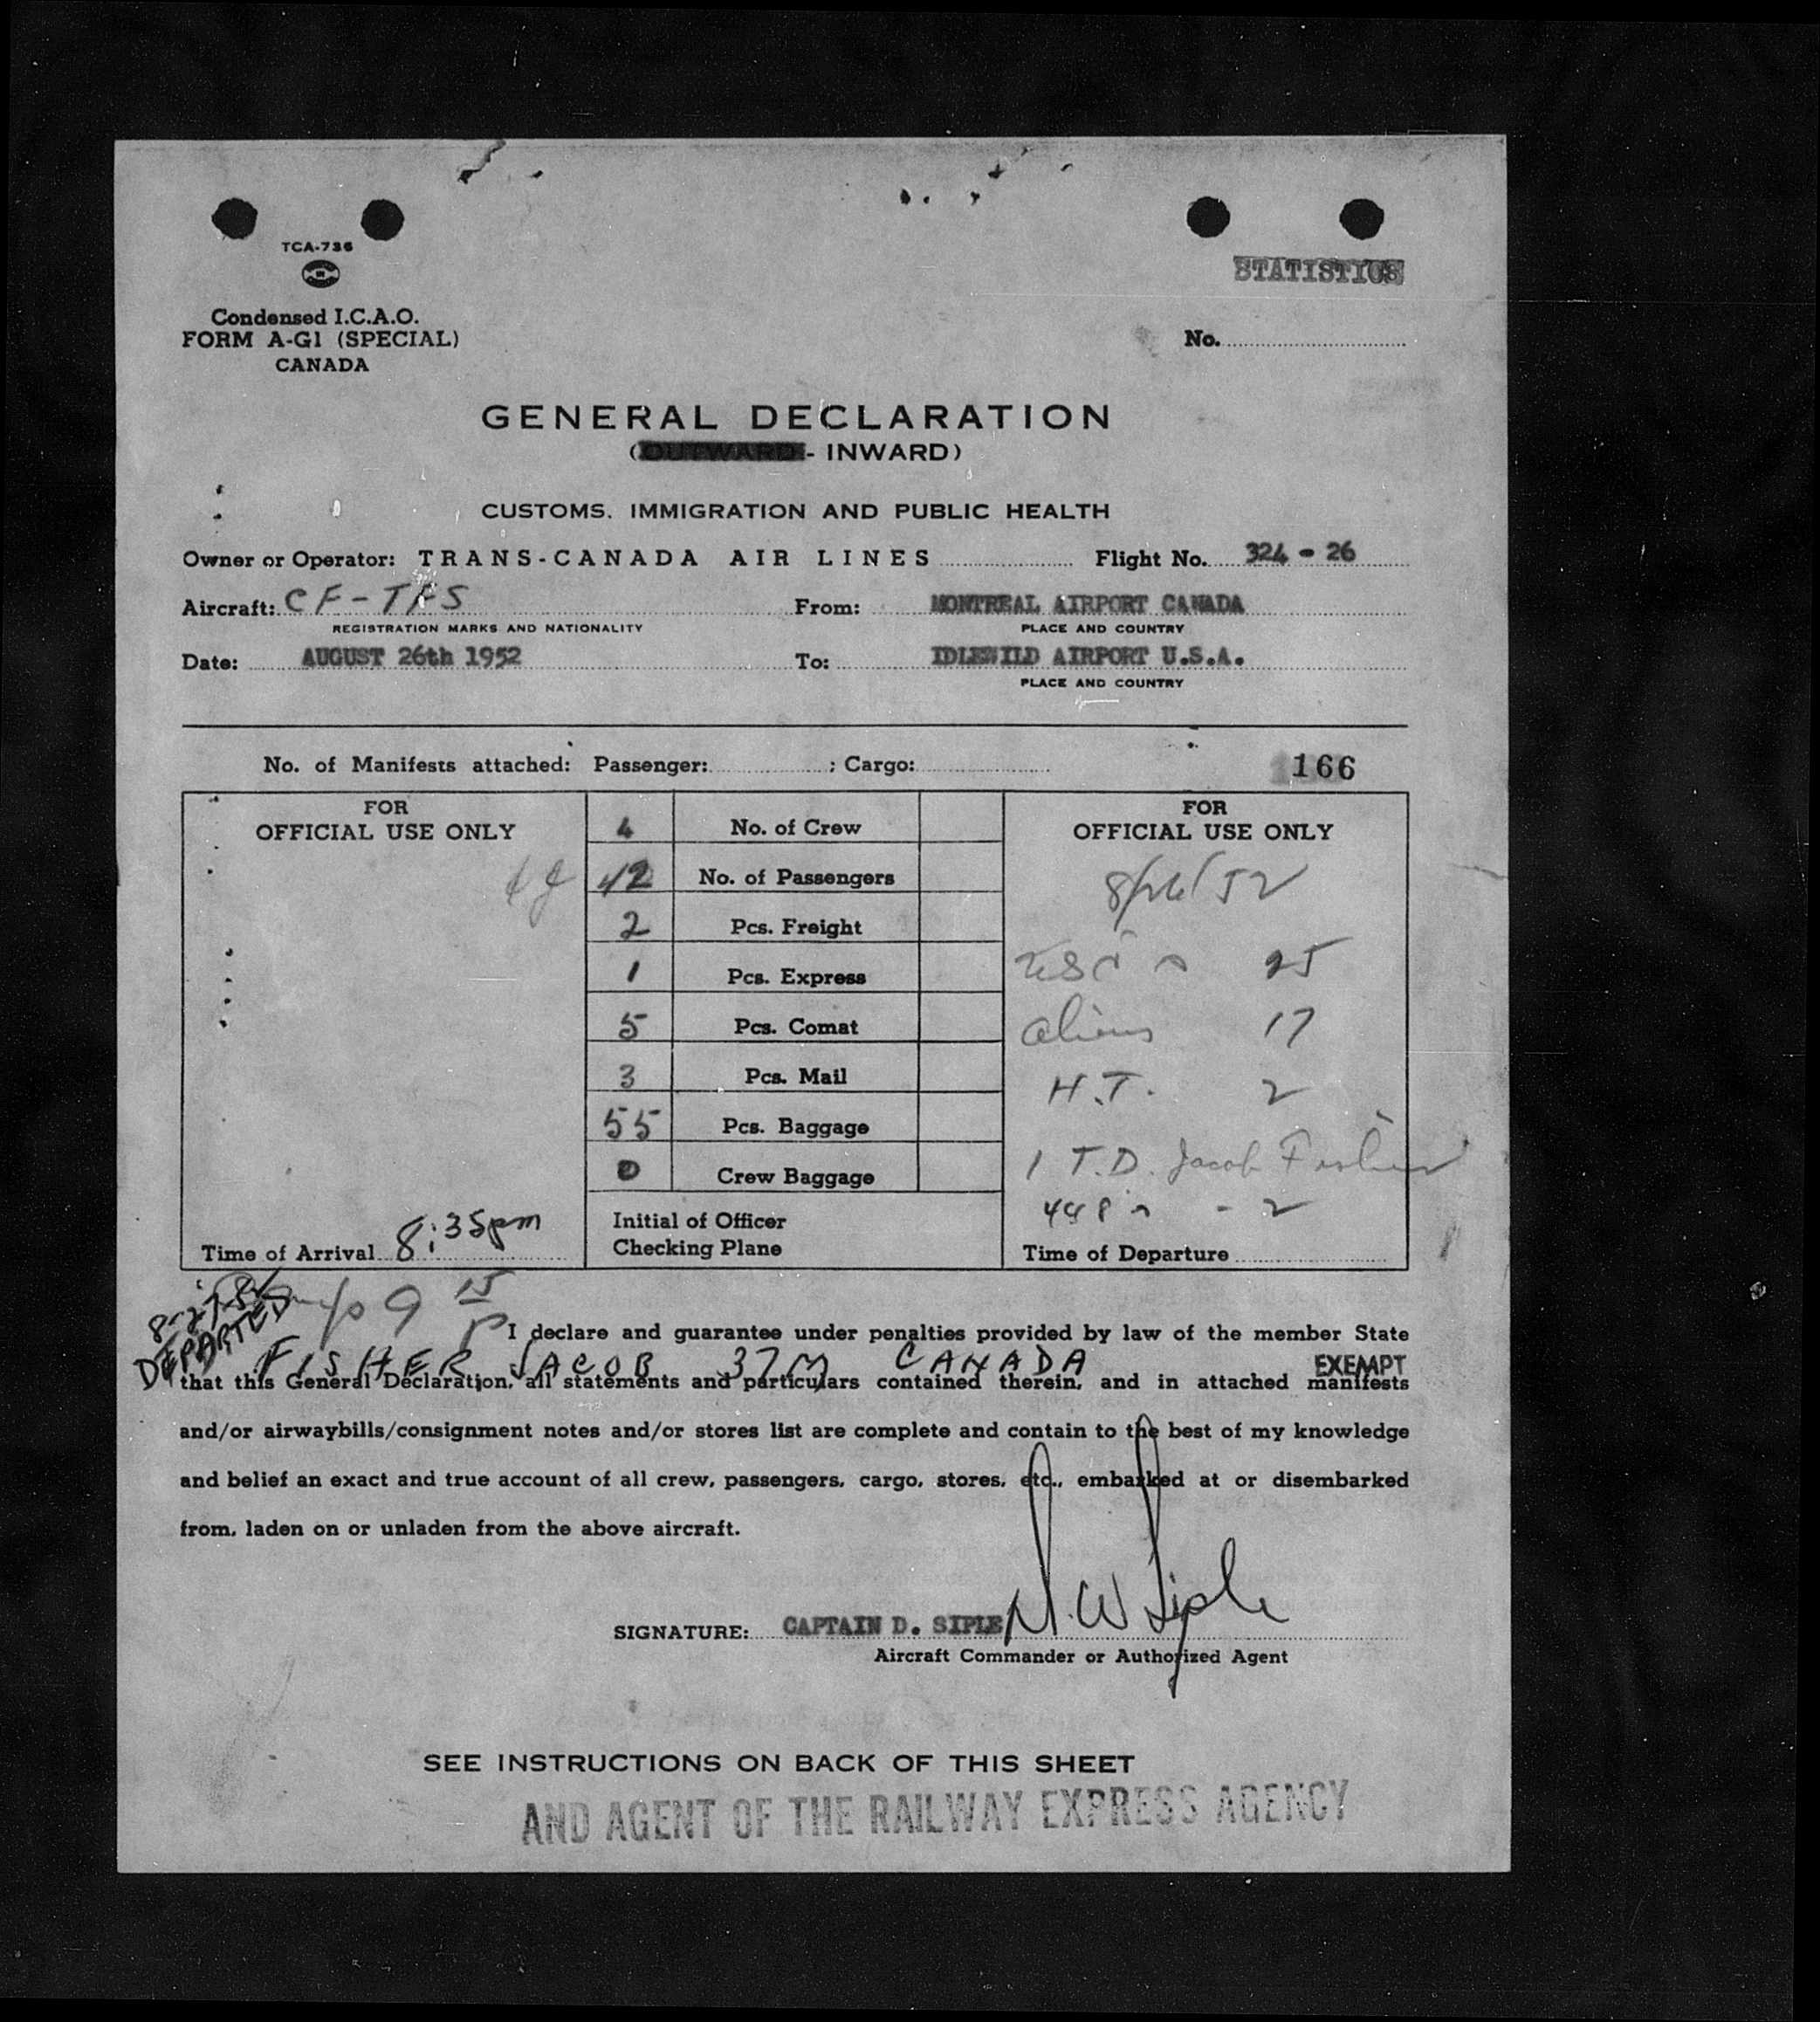 TCA-736
STATISTICS
Condensed I.C.A.O.
FORM A-G1 (SPECIAL)
CANADA
No.
GENERAL DECLARATION
(OUTWARD - INWARD)
CUSTOMS, IMMIGRATION AND PUBLIC HEALTH
Owner or Operator: TRANS-CANADA AIR LINES Flight No. 324 - 26
Aircraft: CF-TFS From: MONTREAL AIRPORT CANADA
REGISTRATION MARKS AND NATIONALITY PLACE AND COUNTRY
Date: AUGUST 26th 1952 To: IDLEWILD AIRPORT U.S.A.
PLACE AND COUNTRY
No. of Manifests attached: Passenger: ; Cargo: 166
FOR
OFFICIAL USE ONLY
4 No. of Crew
42 No. of Passengers
2 Pcs. Freight
1 Pcs. Express
5 Pcs. Comat
3 Pcs. Mail
55 Pcs. Baggage
0 Crew Baggage
Initial of Officer
Checking Plane
FOR
OFFICIAL USE ONLY
8/26/52
USC 25
aliens 17
H.T. 2
1 T.D. Jacob Fisher
- 2
Time of Arrival 8:35pm
Time of Departure
9 15 P
8-27-52
DEPARTED
I declare and guarantee under penalties provided by law of the member State
FISHER JACOB 37M CANADA EXEMPT
that this General Declaration, all statements and particulars contained therein, and in attached manifests
and/or airwaybills/consignment notes and/or stores list are complete and contain to the best of my knowledge
and belief an exact and true account of all crew, passengers, cargo, stores, etc., embarked at or disembarked
from, laden on or unladen from the above aircraft.
SIGNATURE: CAPTAIN D. SIPLE D. W Siple
Aircraft Commander or Authorized Agent
SEE INSTRUCTIONS ON BACK OF THIS SHEET
AND AGENT OF THE RAILWAY EXPRESS AGENCY